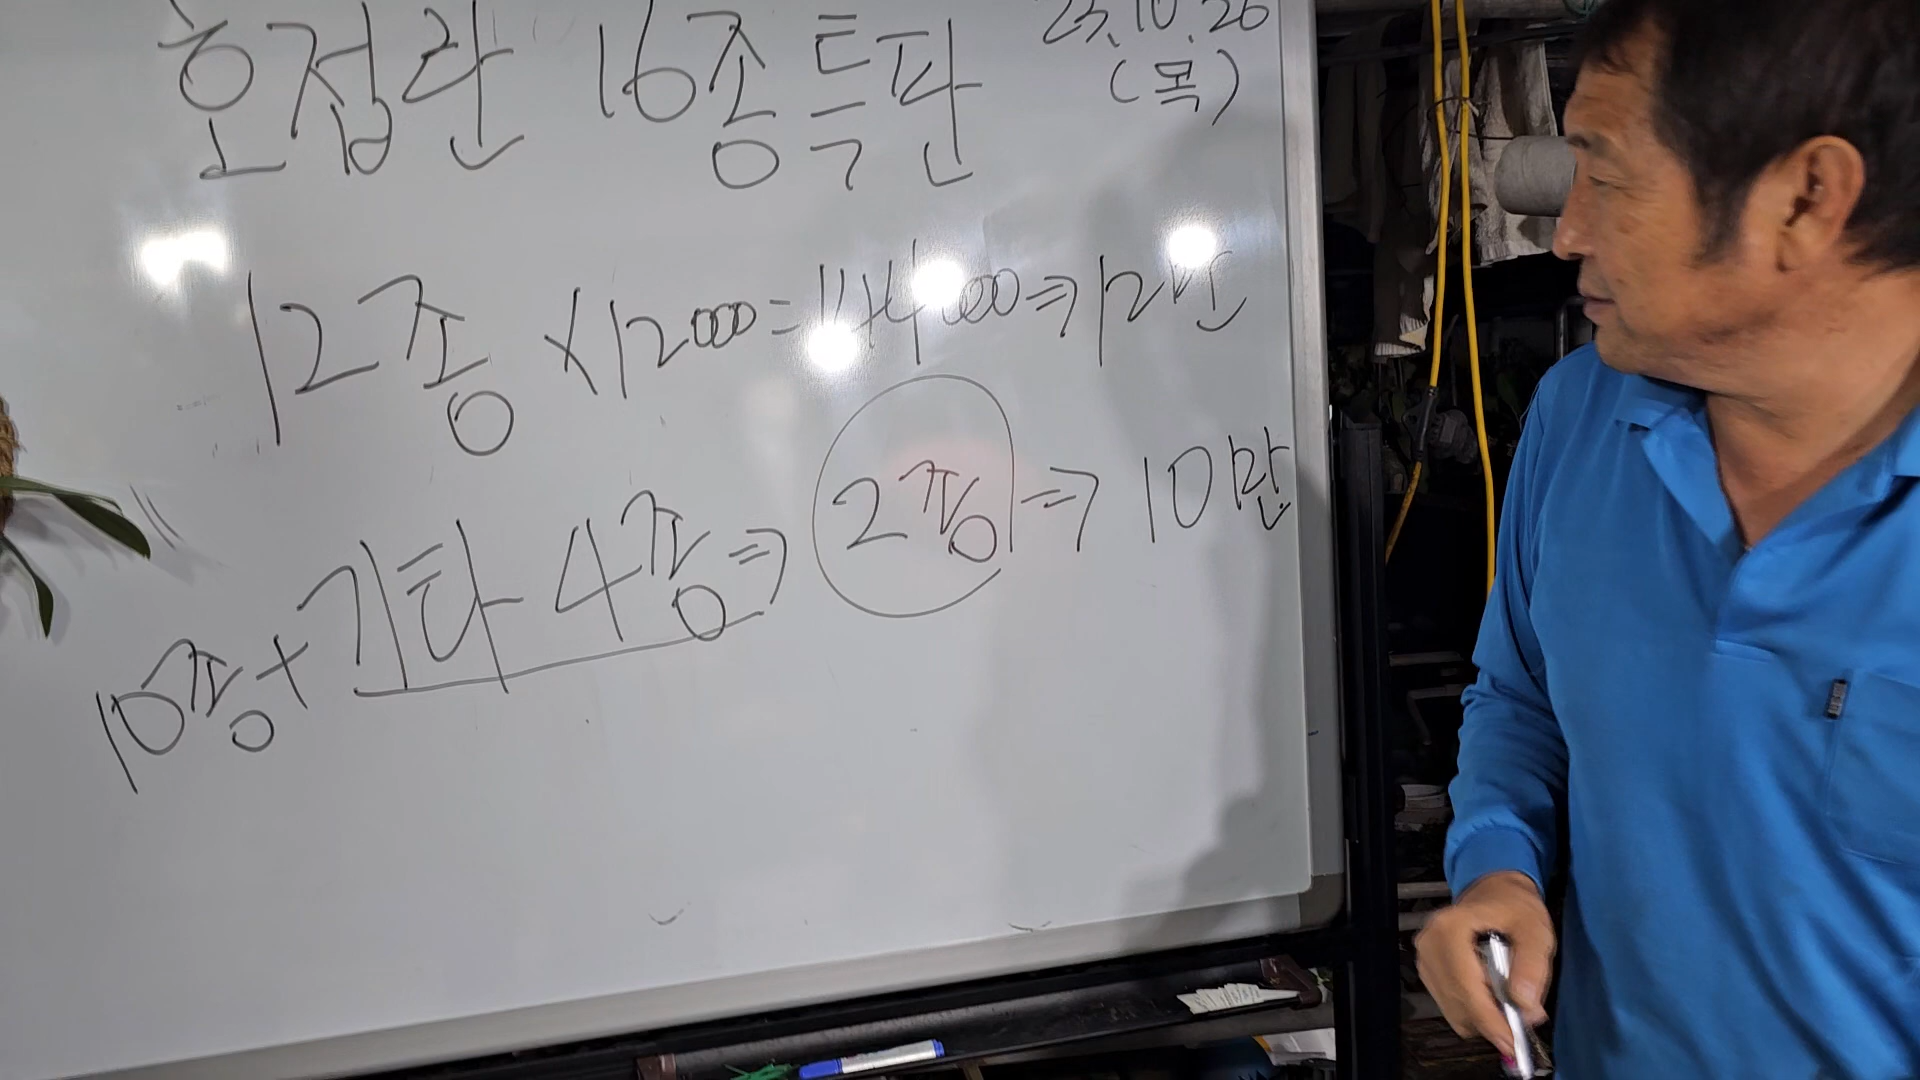 호접란 16종특판
23.10.26
(목)
12종 ×12000=144000⇒12만
10종+기타 4종⇒ 2종⇒ 10만